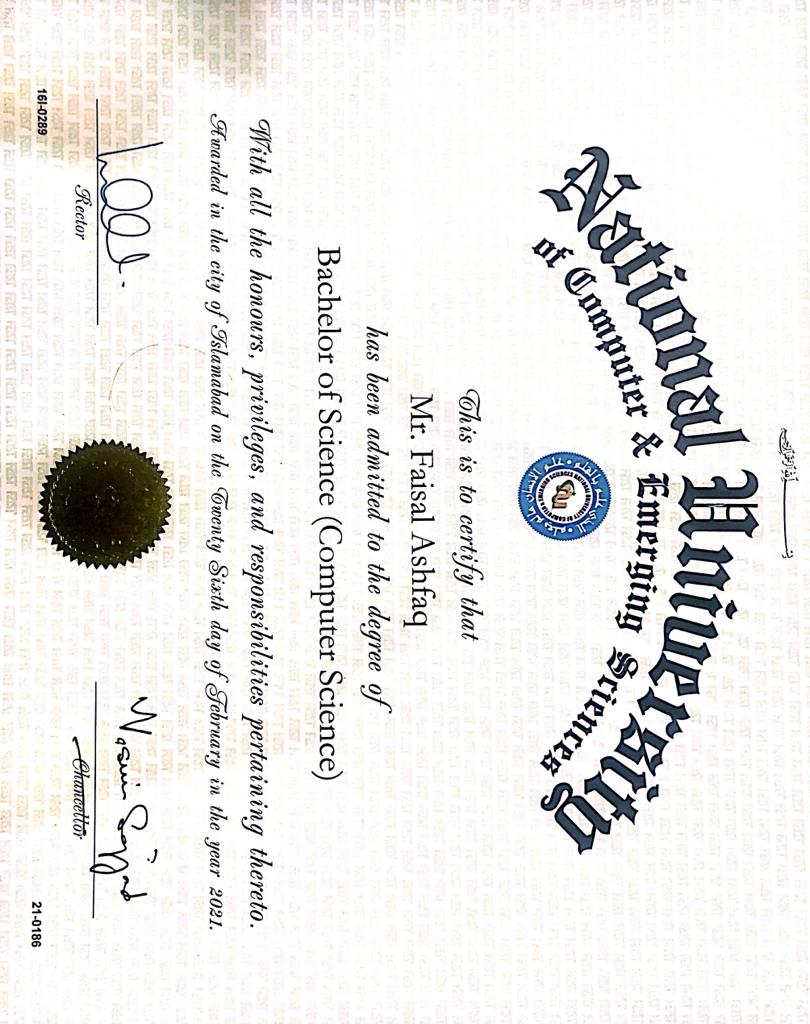 National University
of Computer & Emerging Sciences
This is to certify that
Mr. Faisal Ashfaq
has been admitted to the degree of
Bachelor of Science (Computer Science)
With all the honours, privileges, and responsibilities pertaining thereto.
Awarded in the city of Islamabad on the Twenty Sixth day of February in the year 2021.
Rector
Wasim Sajjad
Chancellor
16I-0289
21-0186